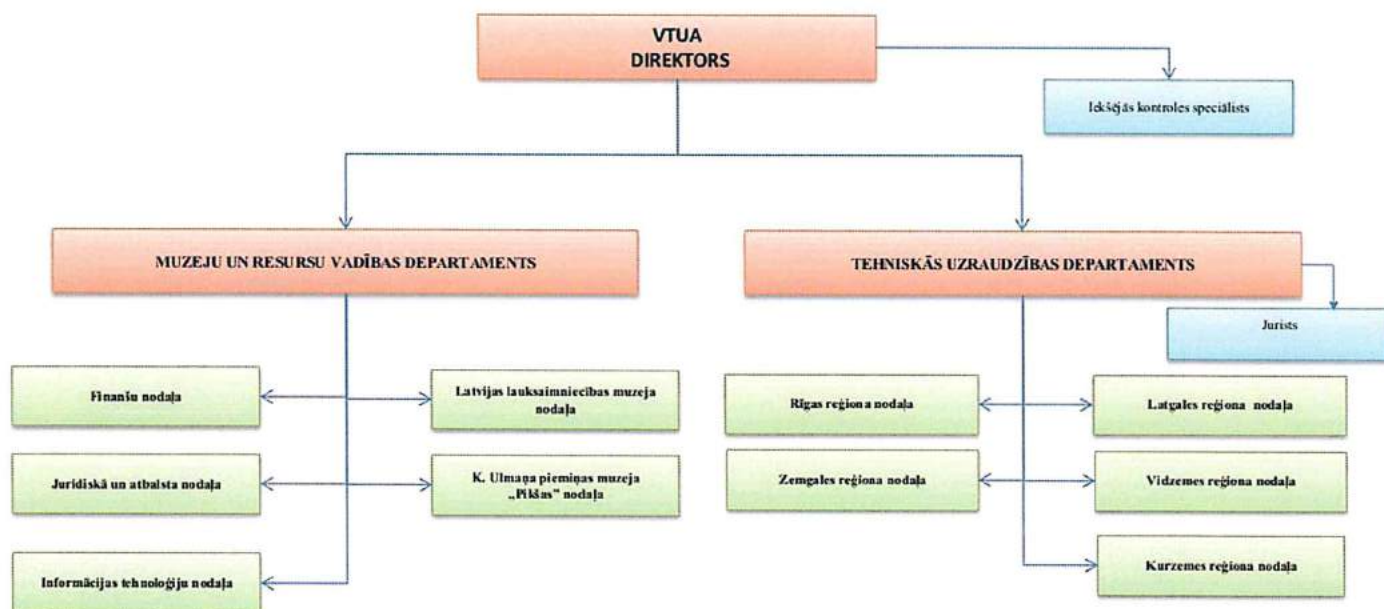 VTUA
DIREKTORS
Iekšējās kontroles speciālists
MUZEJU UN RESURSU VADĪBAS DEPARTAMENTS
TEHNISKĀS UZRAUDZĪBAS DEPARTAMENTS
Jurists
Finanšu nodaļa
Latvijas lauksaimniecības muzeja
nodaļa
Rīgas reģiona nodaļa
Latgales reģiona nodaļa
Juridiskā un atbalsta nodaļa
K. Ulmaņa piemiņas muzeja
„Pikšas" nodaļa
Zemgales reģiona nodaļa
Vidzemes reģiona nodaļa
Informācijas tehnoloģiju nodaļa
Kurzemes reģiona nodaļa